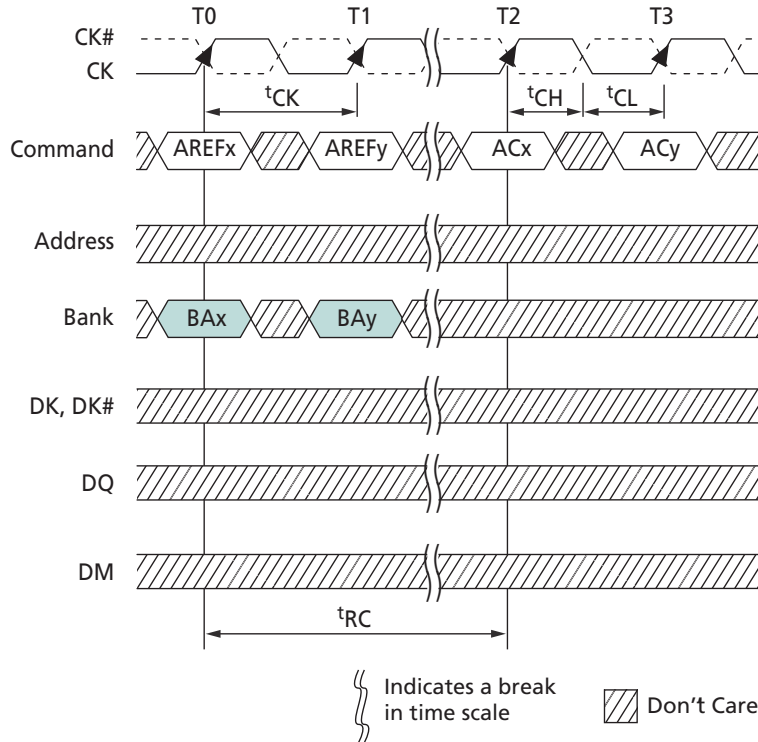 T0 T1 T2 T3
CK#
CK
tCK tCH tCL
Command AREFx AREFy ACx ACy
Address
Bank BAx BAy
DK, DK#
DQ
DM
tRC
Indicates a break
in time scale
Don't Care